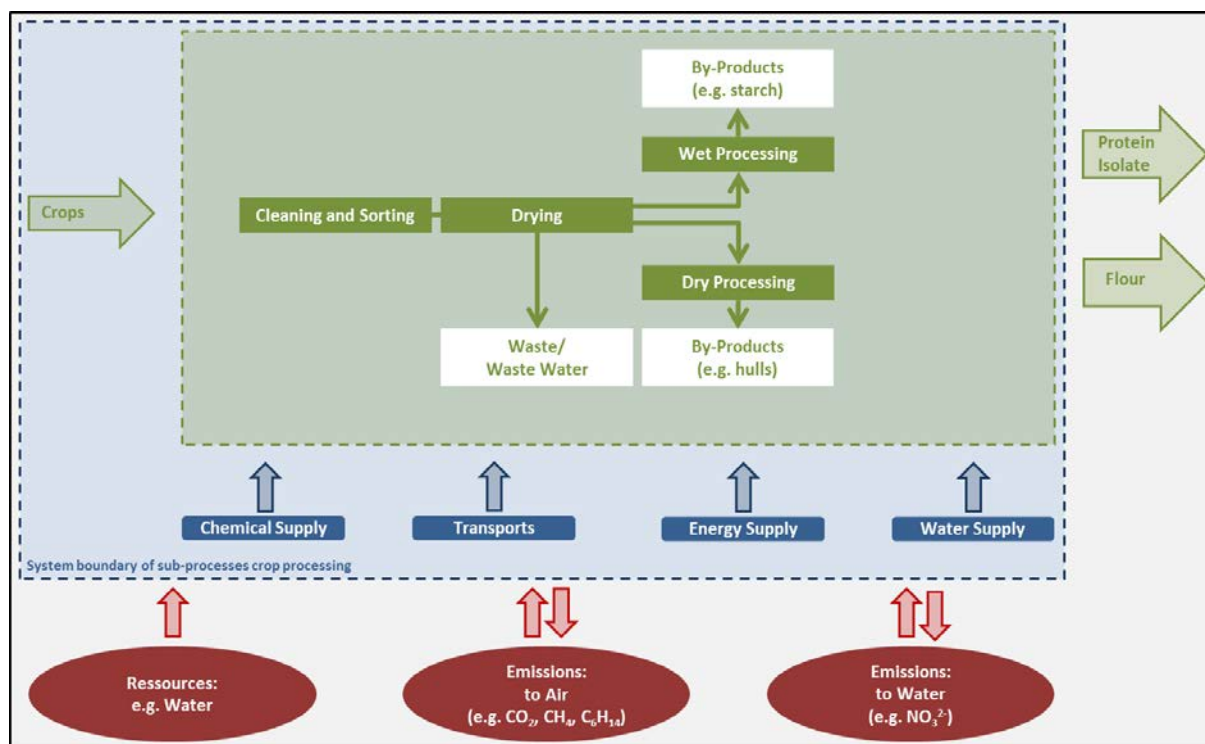 By-Products
(e.g. starch)
Wet Processing
Protein
Isolate
Crops
Cleaning and Sorting
Drying
Dry Processing
Flour
Waste/
Waste Water
By-Products
(e.g. hulls)
Chemical Supply
Transports
Energy Supply
Water Supply
System boundary of sub-processes crop processing
Ressources:
e.g. Water
Emissions:
to Air
(e.g. CO₂, CH₄, C₆H₁₄)
Emissions:
to Water
(e.g. NO₃²⁻)